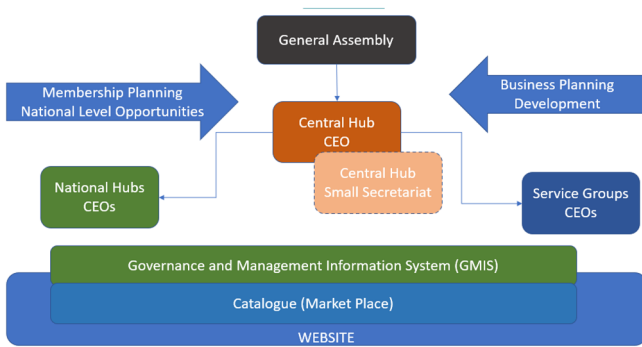 General Assembly
Membership Planning
National Level Opportunities
Business Planning
Development
Central Hub
CEO
Central Hub
Small Secretariat
National Hubs
CEOs
Service Groups
CEOs
Governance and Management Information System (GMIS)
Catalogue (Market Place)
WEBSITE